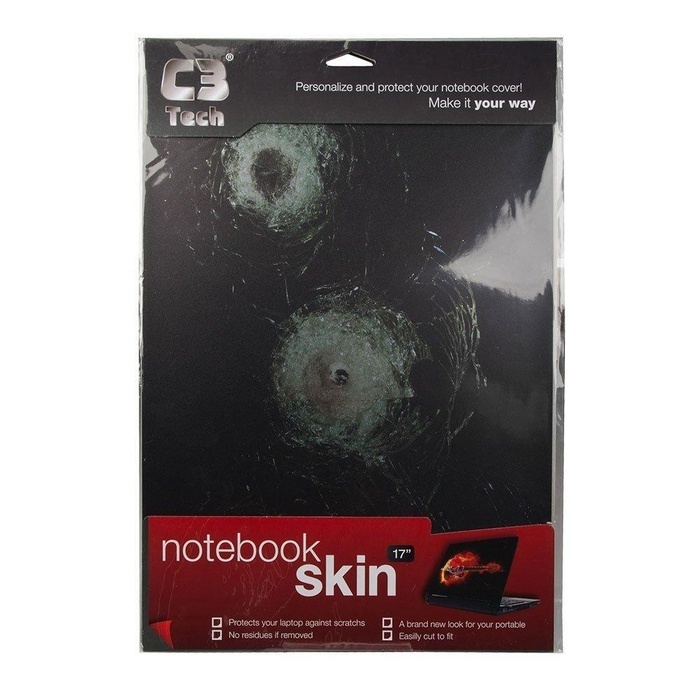 C3®
Tech
Personalize and protect your notebook cover!
Make it your way
notebook
skin
17"
Protects your laptop against scratchs
No residues if removed
A brand new look for your portable
Easily cut to fit